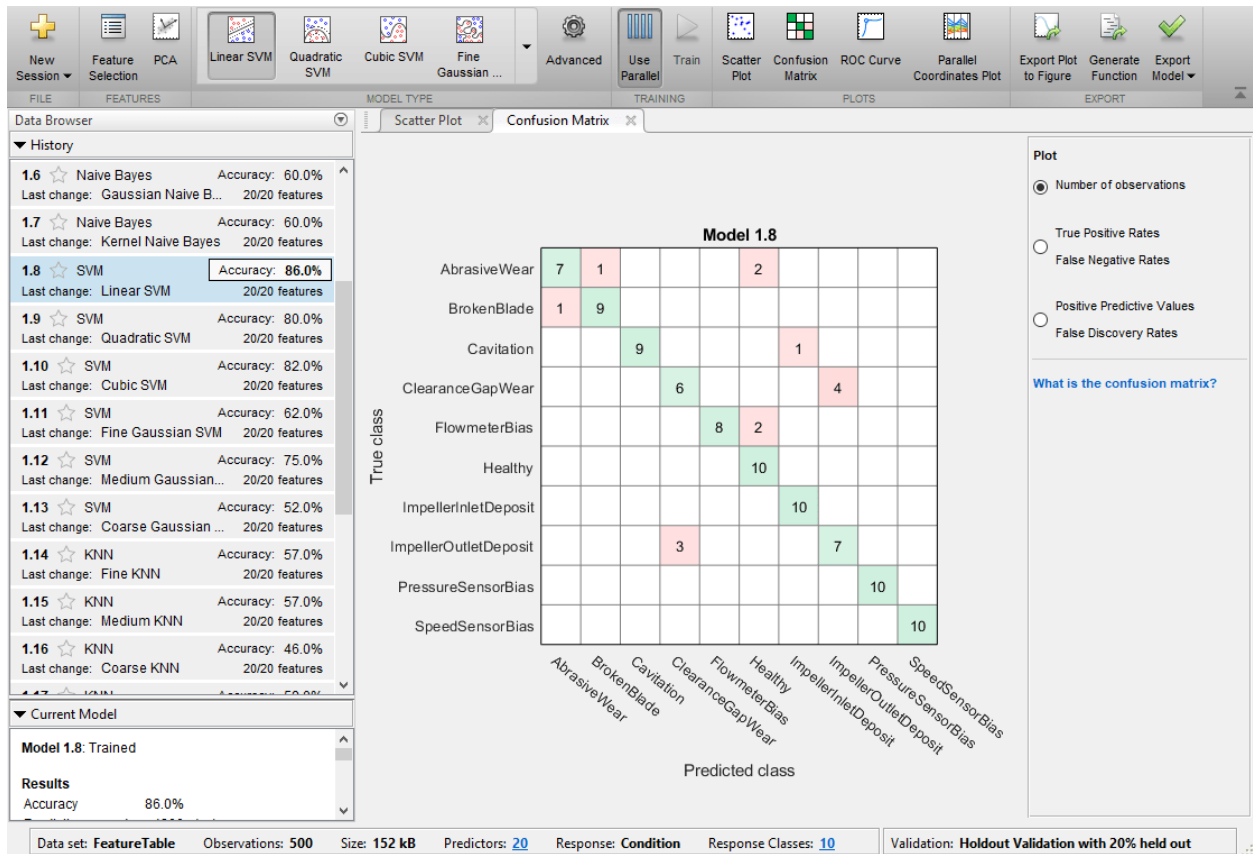 New Session
Feature Selection
PCA
Linear SVM
Quadratic SVM
Cubic SVM
Fine Gaussian ...
Advanced
Use Parallel
Train
Scatter Plot
Confusion Matrix
ROC Curve
Parallel Coordinates Plot
Export Plot to Figure
Generate Function
Export Model
FILE
FEATURES
MODEL TYPE
TRAINING
PLOTS
EXPORT
Data Browser
Scatter Plot
Confusion Matrix
History
1.6 Naive Bayes Accuracy: 60.0%
Last change: Gaussian Naive B... 20/20 features
1.7 Naive Bayes Accuracy: 60.0%
Last change: Kernel Naive Bayes 20/20 features
1.8 SVM Accuracy: 86.0%
Last change: Linear SVM 20/20 features
1.9 SVM Accuracy: 80.0%
Last change: Quadratic SVM 20/20 features
1.10 SVM Accuracy: 82.0%
Last change: Cubic SVM 20/20 features
1.11 SVM Accuracy: 62.0%
Last change: Fine Gaussian SVM 20/20 features
1.12 SVM Accuracy: 75.0%
Last change: Medium Gaussian... 20/20 features
1.13 SVM Accuracy: 52.0%
Last change: Coarse Gaussian ... 20/20 features
1.14 KNN Accuracy: 57.0%
Last change: Fine KNN 20/20 features
1.15 KNN Accuracy: 57.0%
Last change: Medium KNN 20/20 features
1.16 KNN Accuracy: 46.0%
Last change: Coarse KNN 20/20 features
Current Model
Model 1.8: Trained
Results
Accuracy 86.0%
Model 1.8
True class
AbrasiveWear 7 1 2
BrokenBlade 1 9
Cavitation 9 1
ClearanceGapWear 6 4
FlowmeterBias 8 2
Healthy 10
ImpellerInletDeposit 10
ImpellerOutletDeposit 3 7
PressureSensorBias 10
SpeedSensorBias 10
AbrasiveWear
BrokenBlade
Cavitation
ClearanceGapWear
FlowmeterBias
Healthy
ImpellerInletDeposit
ImpellerOutletDeposit
PressureSensorBias
SpeedSensorBias
Predicted class
Plot
Number of observations
True Positive Rates
False Negative Rates
Positive Predictive Values
False Discovery Rates
What is the confusion matrix?
Data set: FeatureTable Observations: 500 Size: 152 kB Predictors: 20 Response: Condition Response Classes: 10 Validation: Holdout Validation with 20% held out